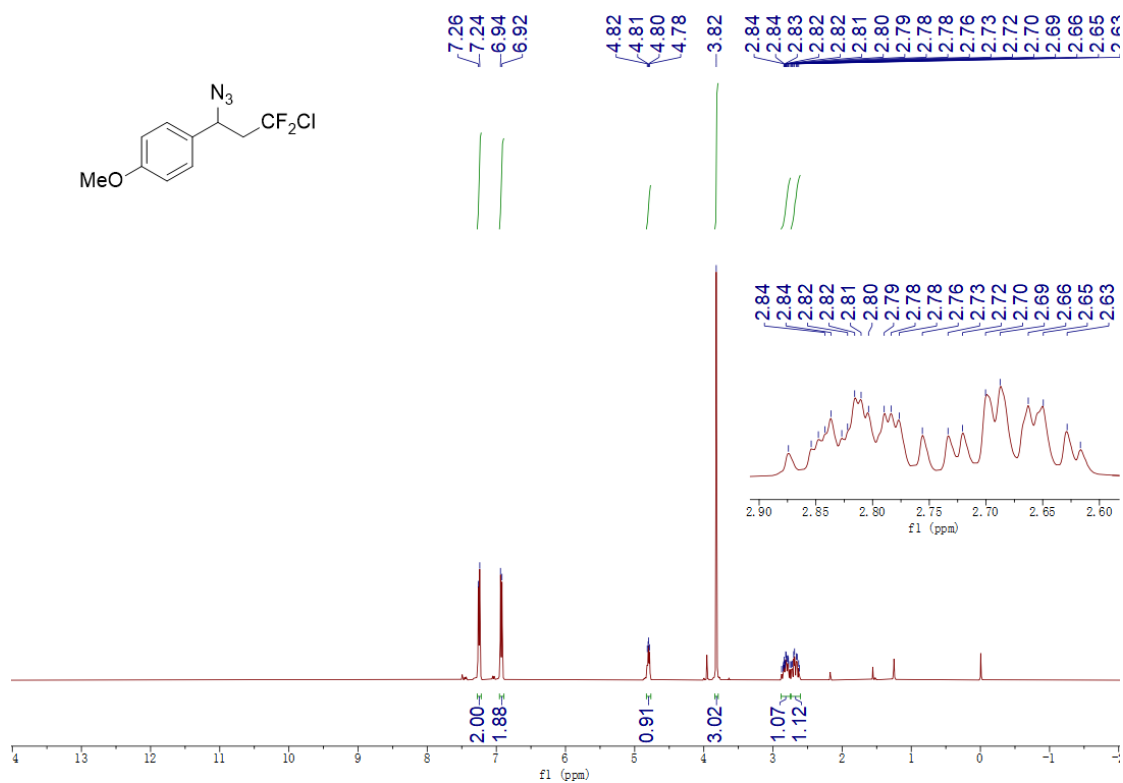 7.26 7.24 6.94 6.92 4.82 4.81 4.80 4.78 3.82 2.84 2.84 2.83 2.82 2.82 2.81 2.80 2.79 2.78 2.78 2.76 2.73 2.72 2.70 2.69 2.66 2.65 2.63
N3
CF2Cl
MeO
2.84 2.84 2.82 2.82 2.81 2.80 2.79 2.78 2.78 2.76 2.73 2.72 2.70 2.69 2.66 2.65 2.63
2.90 2.85 2.80 2.75 2.70 2.65 2.60
f1 (ppm)
2.00 1.88 0.91 3.02 1.07 1.12
4 13 12 11 10 9 8 7 6 5 4 3 2 1 0 -1 -2
f1 (ppm)